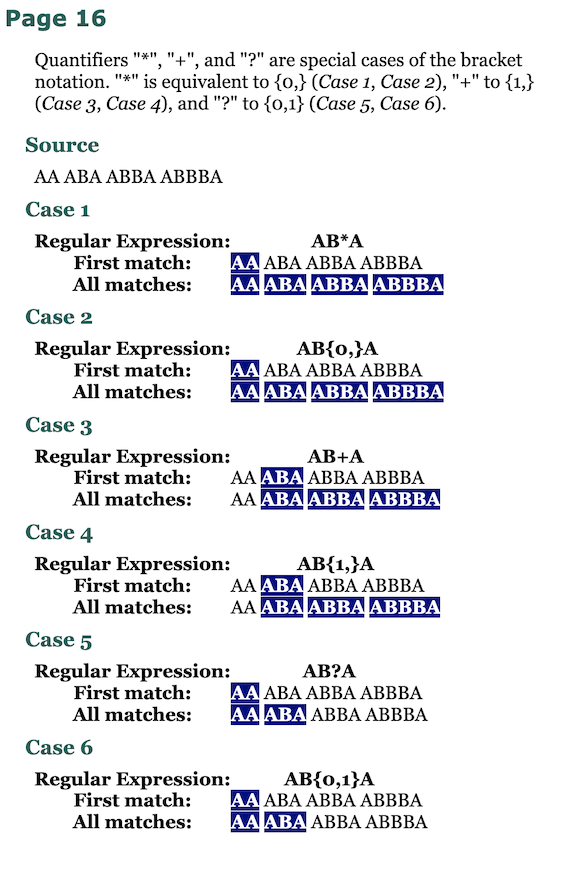 Page 16
Quantifiers "*", "+", and "?" are special cases of the bracket
notation. "*" is equivalent to {0,} (Case 1, Case 2), "+" to {1,}
(Case 3, Case 4), and "?" to {0,1} (Case 5, Case 6).
Source
AA ABA ABBA ABBBA
Case 1
Regular Expression: AB*A
First match: AA ABA ABBA ABBBA
All matches: AA ABA ABBA ABBBA
Case 2
Regular Expression: AB{0,}A
First match: AA ABA ABBA ABBBA
All matches: AA ABA ABBA ABBBA
Case 3
Regular Expression: AB+A
First match: AA ABA ABBA ABBBA
All matches: AA ABA ABBA ABBBA
Case 4
Regular Expression: AB{1,}A
First match: AA ABA ABBA ABBBA
All matches: AA ABA ABBA ABBBA
Case 5
Regular Expression: AB?A
First match: AA ABA ABBA ABBBA
All matches: AA ABA ABBA ABBBA
Case 6
Regular Expression: AB{0,1}A
First match: AA ABA ABBA ABBBA
All matches: AA ABA ABBA ABBBA